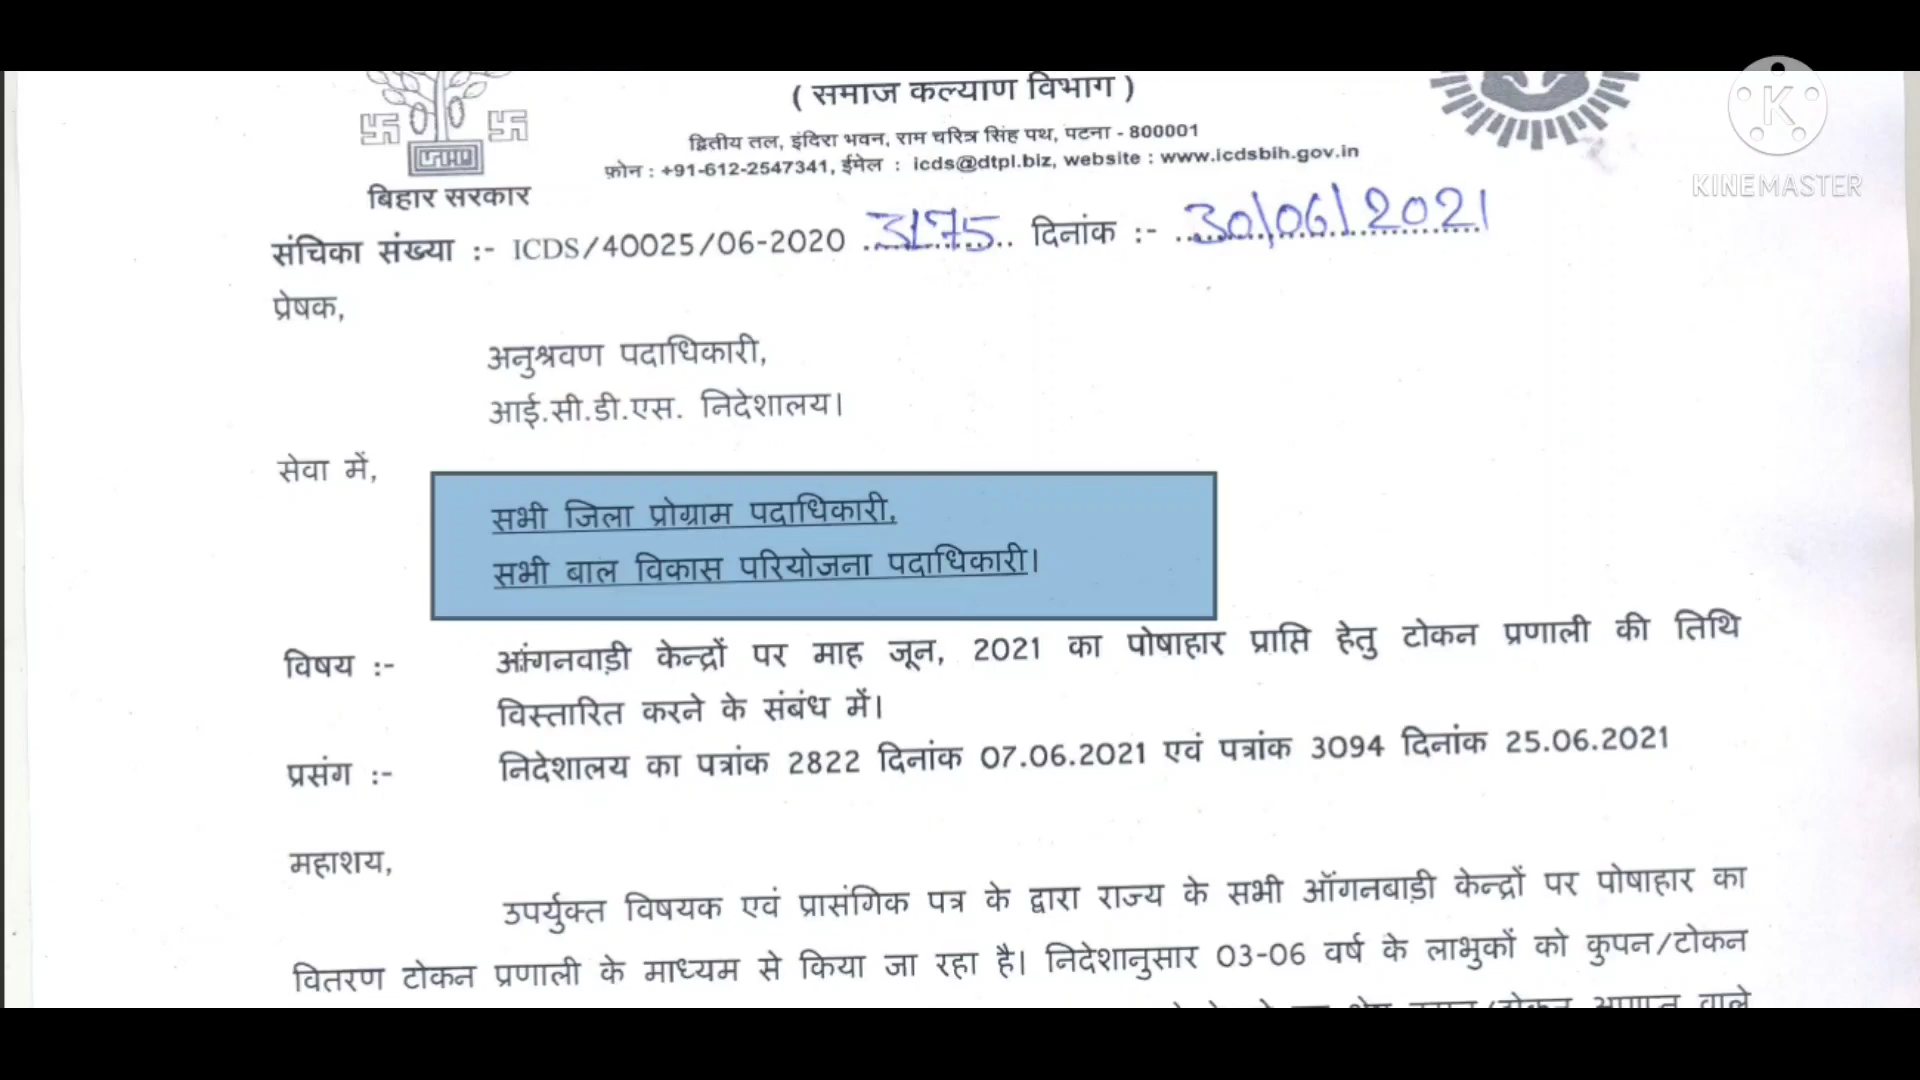 ( समाज कल्याण विभाग )
द्वितीय तल, इंदिरा भवन, राम चरित्र सिंह पथ, पटना - 800001
फ़ोन : +91-612-2547341, ईमेल : icds@dtpl.biz, website : www.icdsbih.gov.in
KINEMASTER
बिहार सरकार
संचिका संख्या :- ICDS/40025/06-2020 3175 दिनांक :- 30/06/2021
प्रेषक,
अनुश्रवण पदाधिकारी,
आई.सी.डी.एस. निदेशालय।
सेवा में,
सभी जिला प्रोग्राम पदाधिकारी,
सभी बाल विकास परियोजना पदाधिकारी।
विषय :- आंगनवाड़ी केन्द्रों पर माह जून, 2021 का पोषाहार प्राप्ति हेतु टोकन प्रणाली की तिथि
विस्तारित करने के संबंध में।
प्रसंग :- निदेशालय का पत्रांक 2822 दिनांक 07.06.2021 एवं पत्रांक 3094 दिनांक 25.06.2021
महाशय,
उपर्युक्त विषयक एवं प्रासंगिक पत्र के द्वारा राज्य के सभी ऑंगनबाड़ी केन्द्रों पर पोषाहार का
वितरण टोकन प्रणाली के माध्यम से किया जा रहा है। निदेशानुसार 03-06 वर्ष के लाभुकों को कुपन/टोकन